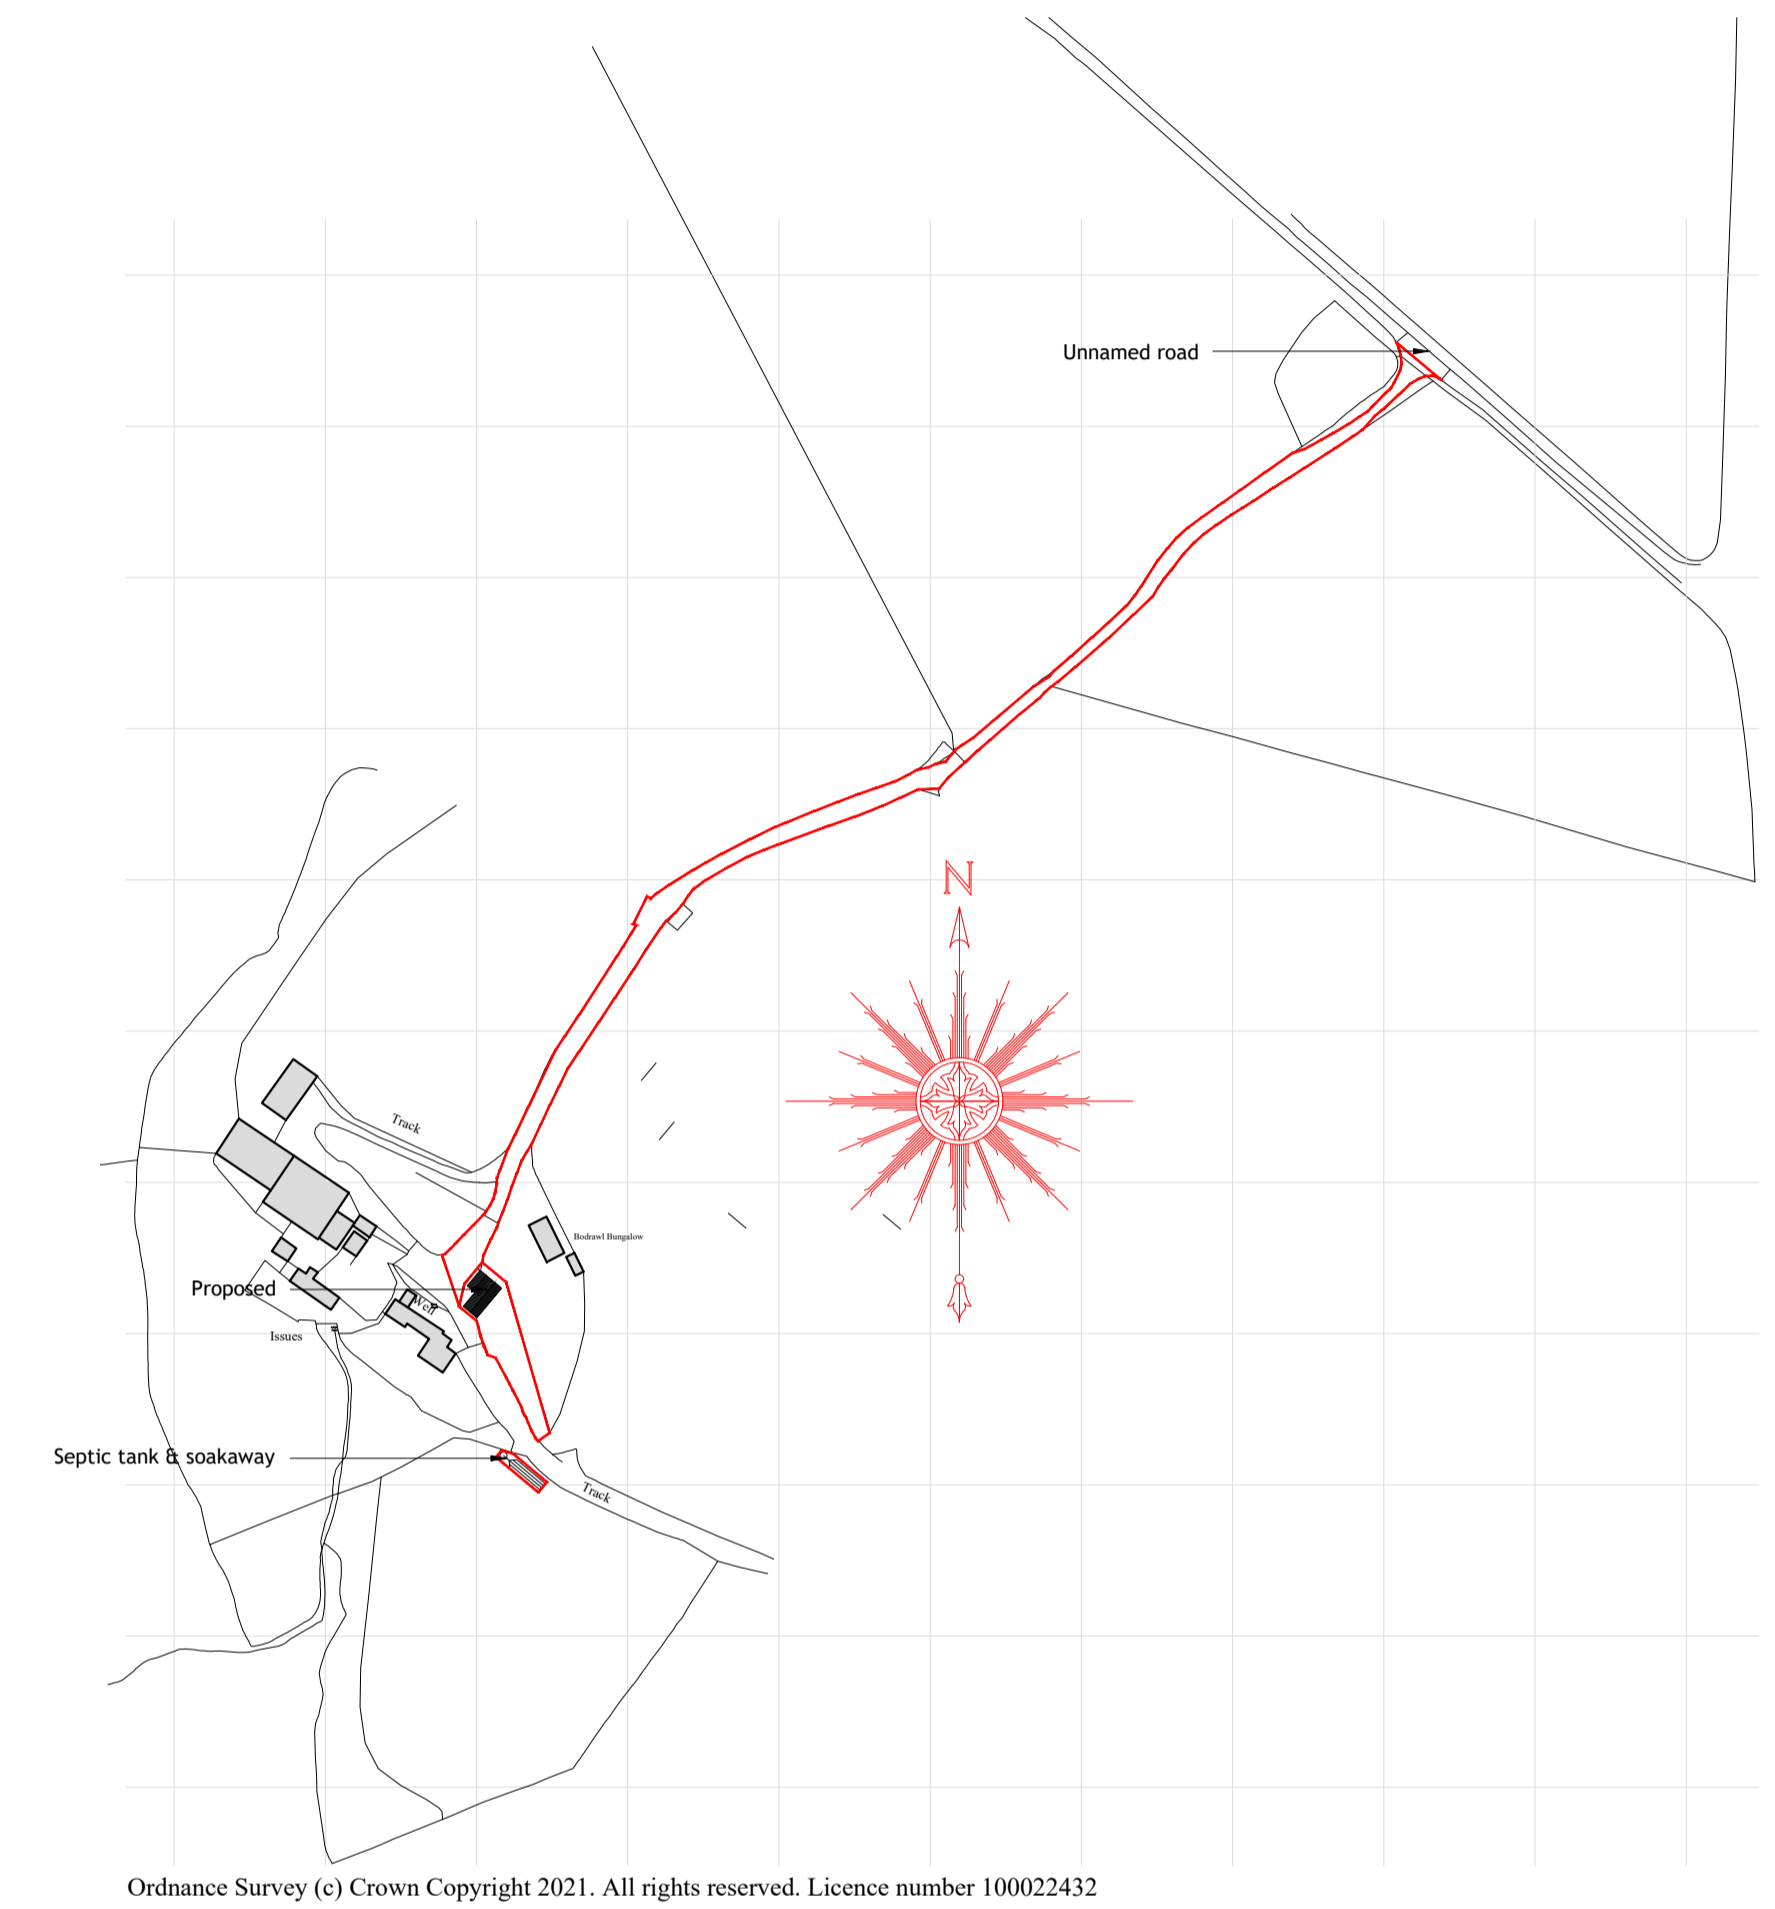 Unnamed road
N
Track
Bodrawl Bungalow
Proposed
Well
Issues
Septic tank & soakaway
Track
Ordnance Survey (c) Crown Copyright 2021. All rights reserved. Licence number 100022432